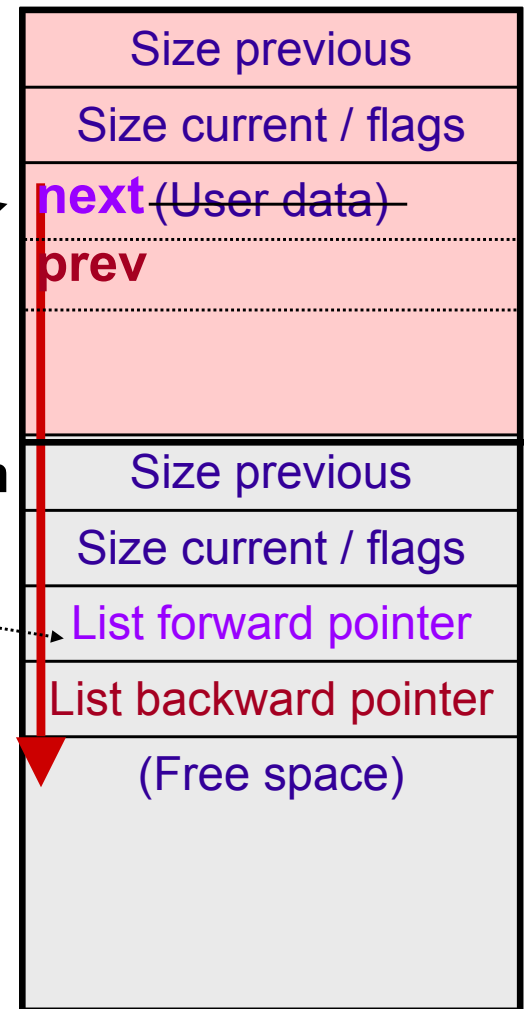 Size previous
Size current / flags
next (User data)
prev
Size previous
Size current / flags
List forward pointer
List backward pointer
(Free space)